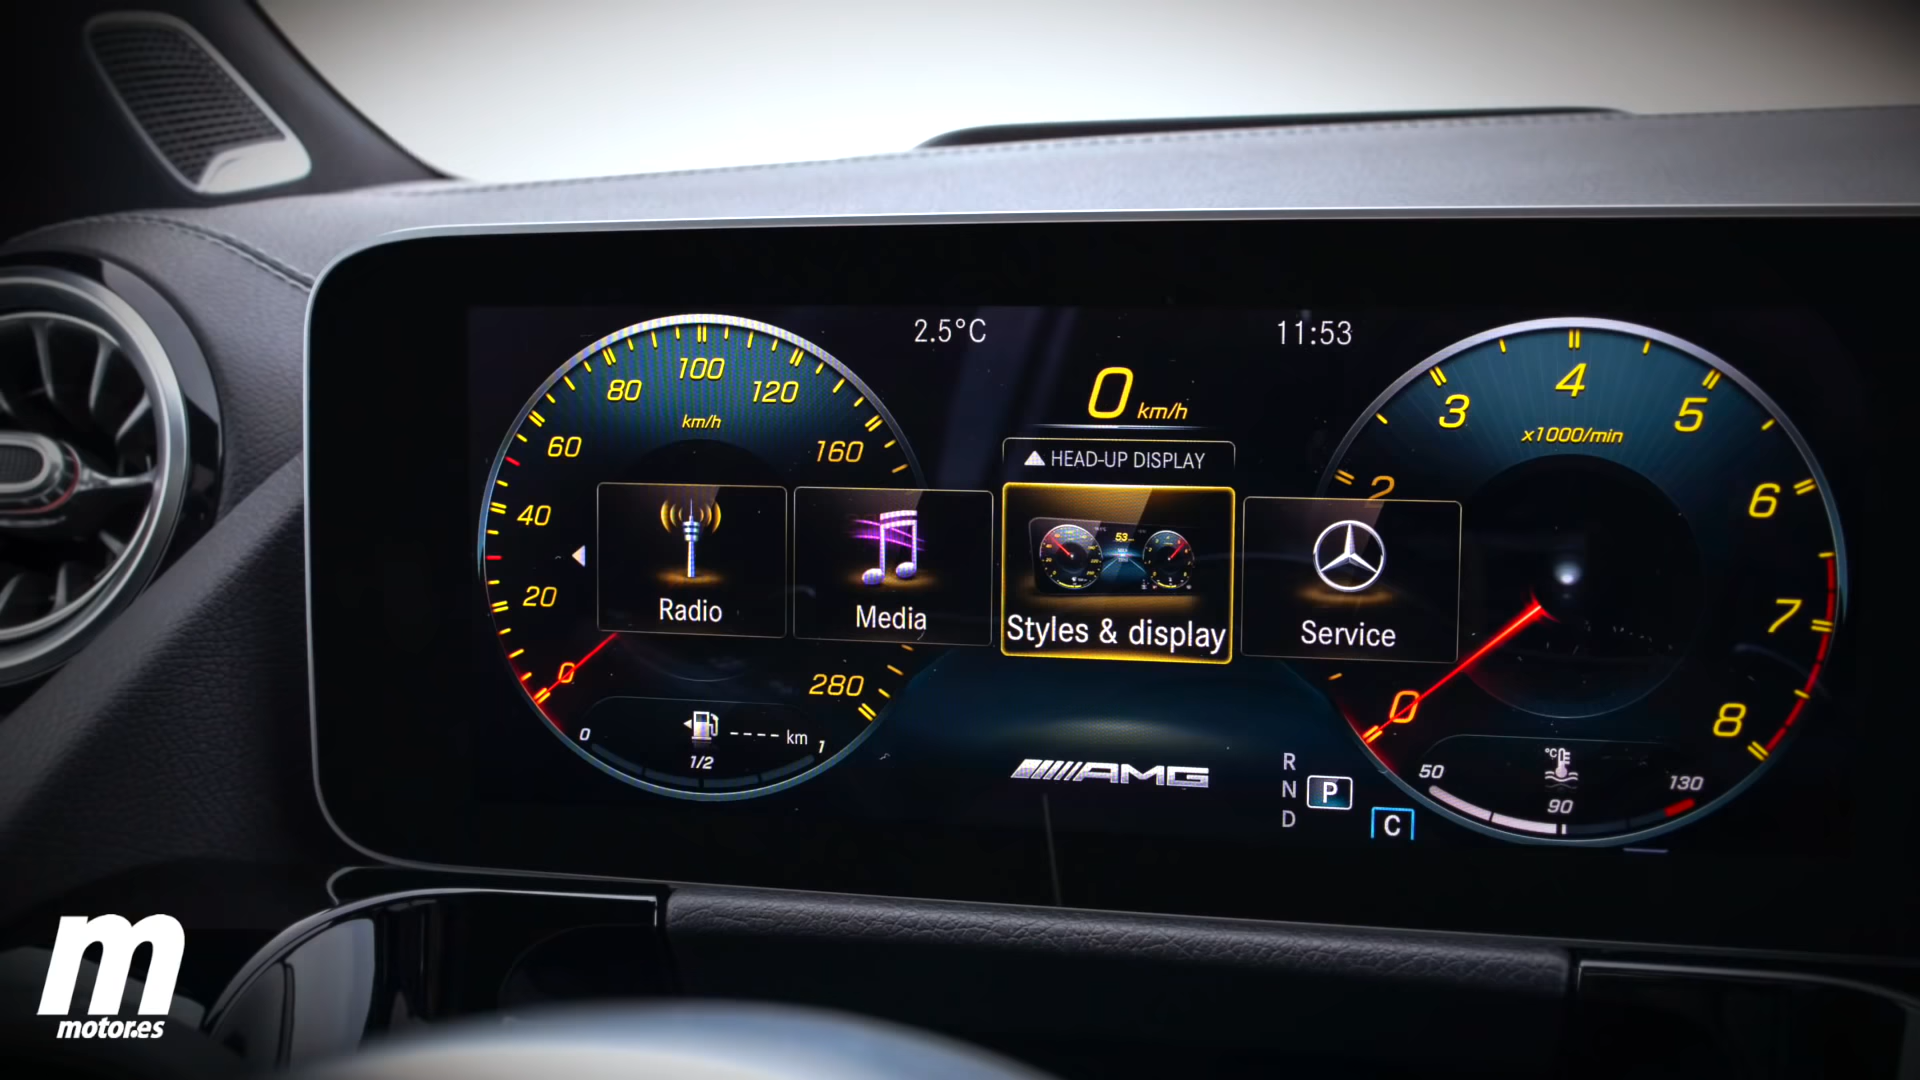 2.5°C
11:53
0 km/h
HEAD-UP DISPLAY
100
80
120
km/h
60
160
40
20
0
280
0
---- km
1
1/2
Radio
Media
53
Styles & display
Service
4
3
5
x1000/min
2
6
7
0
8
50
°C
130
90
AMG
R
N
P
D
C
m
motor.es